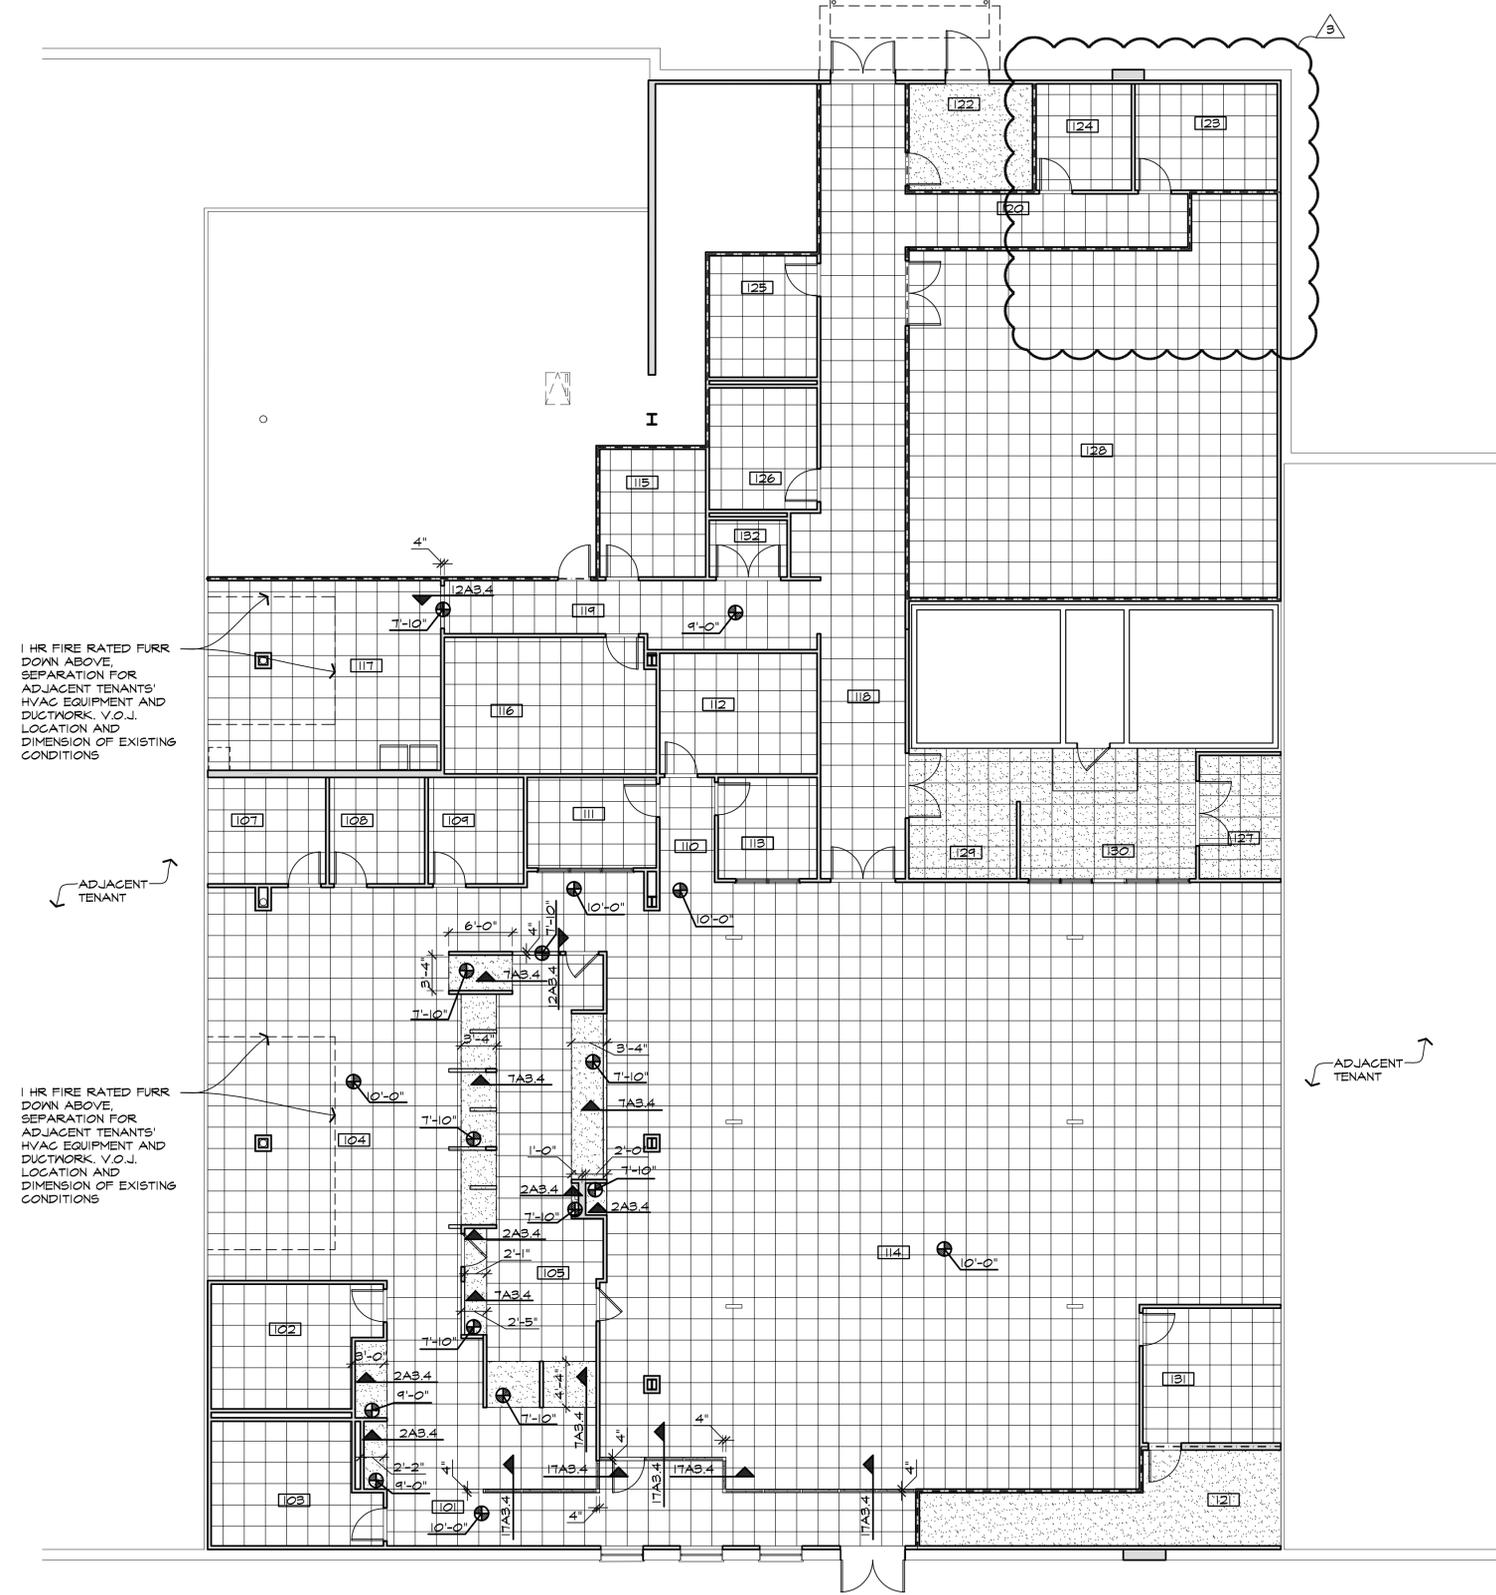 3
122
124
123
120
125
128
126
115
132
4"
12A3.4
119
7'-10"
9'-0"
1 HR FIRE RATED FURR
DOWN ABOVE,
SEPARATION FOR
ADJACENT TENANTS'
HVAC EQUIPMENT AND
DUCTWORK. V.O.J.
LOCATION AND
DIMENSION OF EXISTING
CONDITIONS
117
116
112
118
107
108
109
111
110
113
129
130
127
ADJACENT
TENANT
10'-0"
10'-0"
6'-0"
4"
7'-10"
3'-4"
7A3.4
12A3.4
7'-10"
3'-4"
3'-4"
7A3.4
7'-10"
7A3.4
ADJACENT
TENANT
1 HR FIRE RATED FURR
DOWN ABOVE,
SEPARATION FOR
ADJACENT TENANTS'
HVAC EQUIPMENT AND
DUCTWORK. V.O.J.
LOCATION AND
DIMENSION OF EXISTING
CONDITIONS
10'-0"
104
7'-10"
1'-0"
2'-0"
7'-10"
2A3.4
2A3.4
7'-10"
2A3.4
2'-1"
105
114
10'-0"
7A3.4
2'-5"
7'-10"
102
3'-0"
2A3.4
9'-0"
4'-4"
7'-10"
7A3.4
131
2A3.4
2'-2"
9'-0"
4"
4"
4"
17A3.4
17A3.4
17A3.4
4"
103
101
10'-0"
17A3.4
4"
17A3.4
121